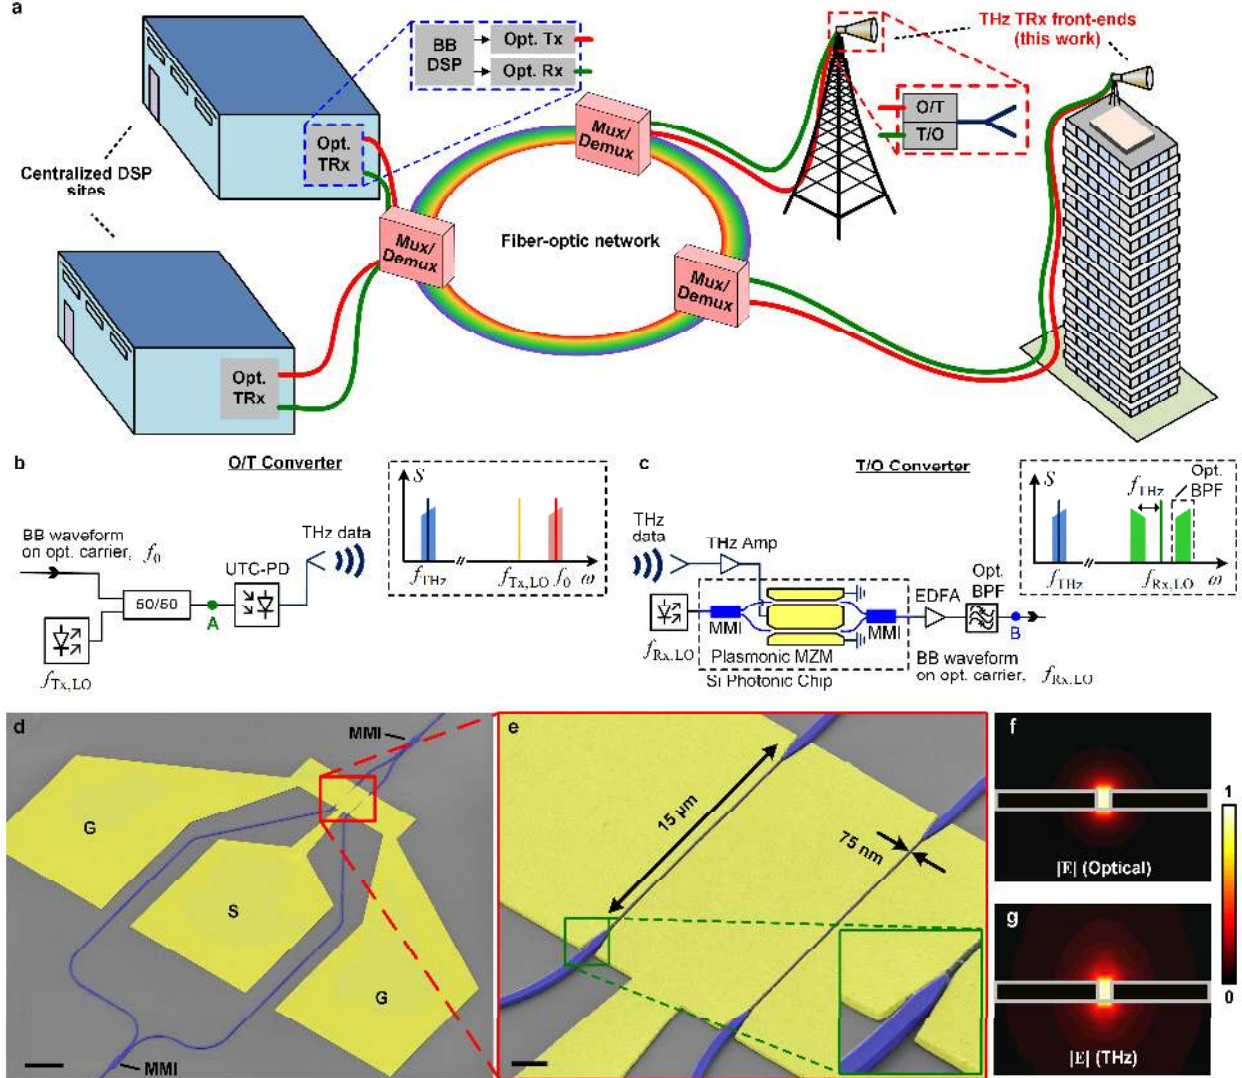 a
BB
DSP
Opt. Tx
Opt. Rx
THz TRx front-ends
(this work)
O/T
T/O
Mux/
Demux
Opt.
TRx
Centralized DSP
sites
Mux/
Demux
Fiber-optic network
Mux/
Demux
Opt.
TRx
b
O/T Converter
BB waveform
on opt. carrier, f0
50/50
A
UTC-PD
THz data
fTx,LO
S
fTHz
fTx,LO f0 ω
c
T/O Converter
THz
data
THz Amp
fRx,LO
MMI
MMI
Plasmonic MZM
Si Photonic Chip
EDFA
Opt.
BPF
B
BB waveform
on opt. carrier, fRx,LO
S
fTHz
Opt.
BPF
fTHz
fRx,LO ω
d
MMI
G
S
G
MMI
e
15 µm
75 nm
f
|E| (Optical)
g
|E| (THz)
1
0